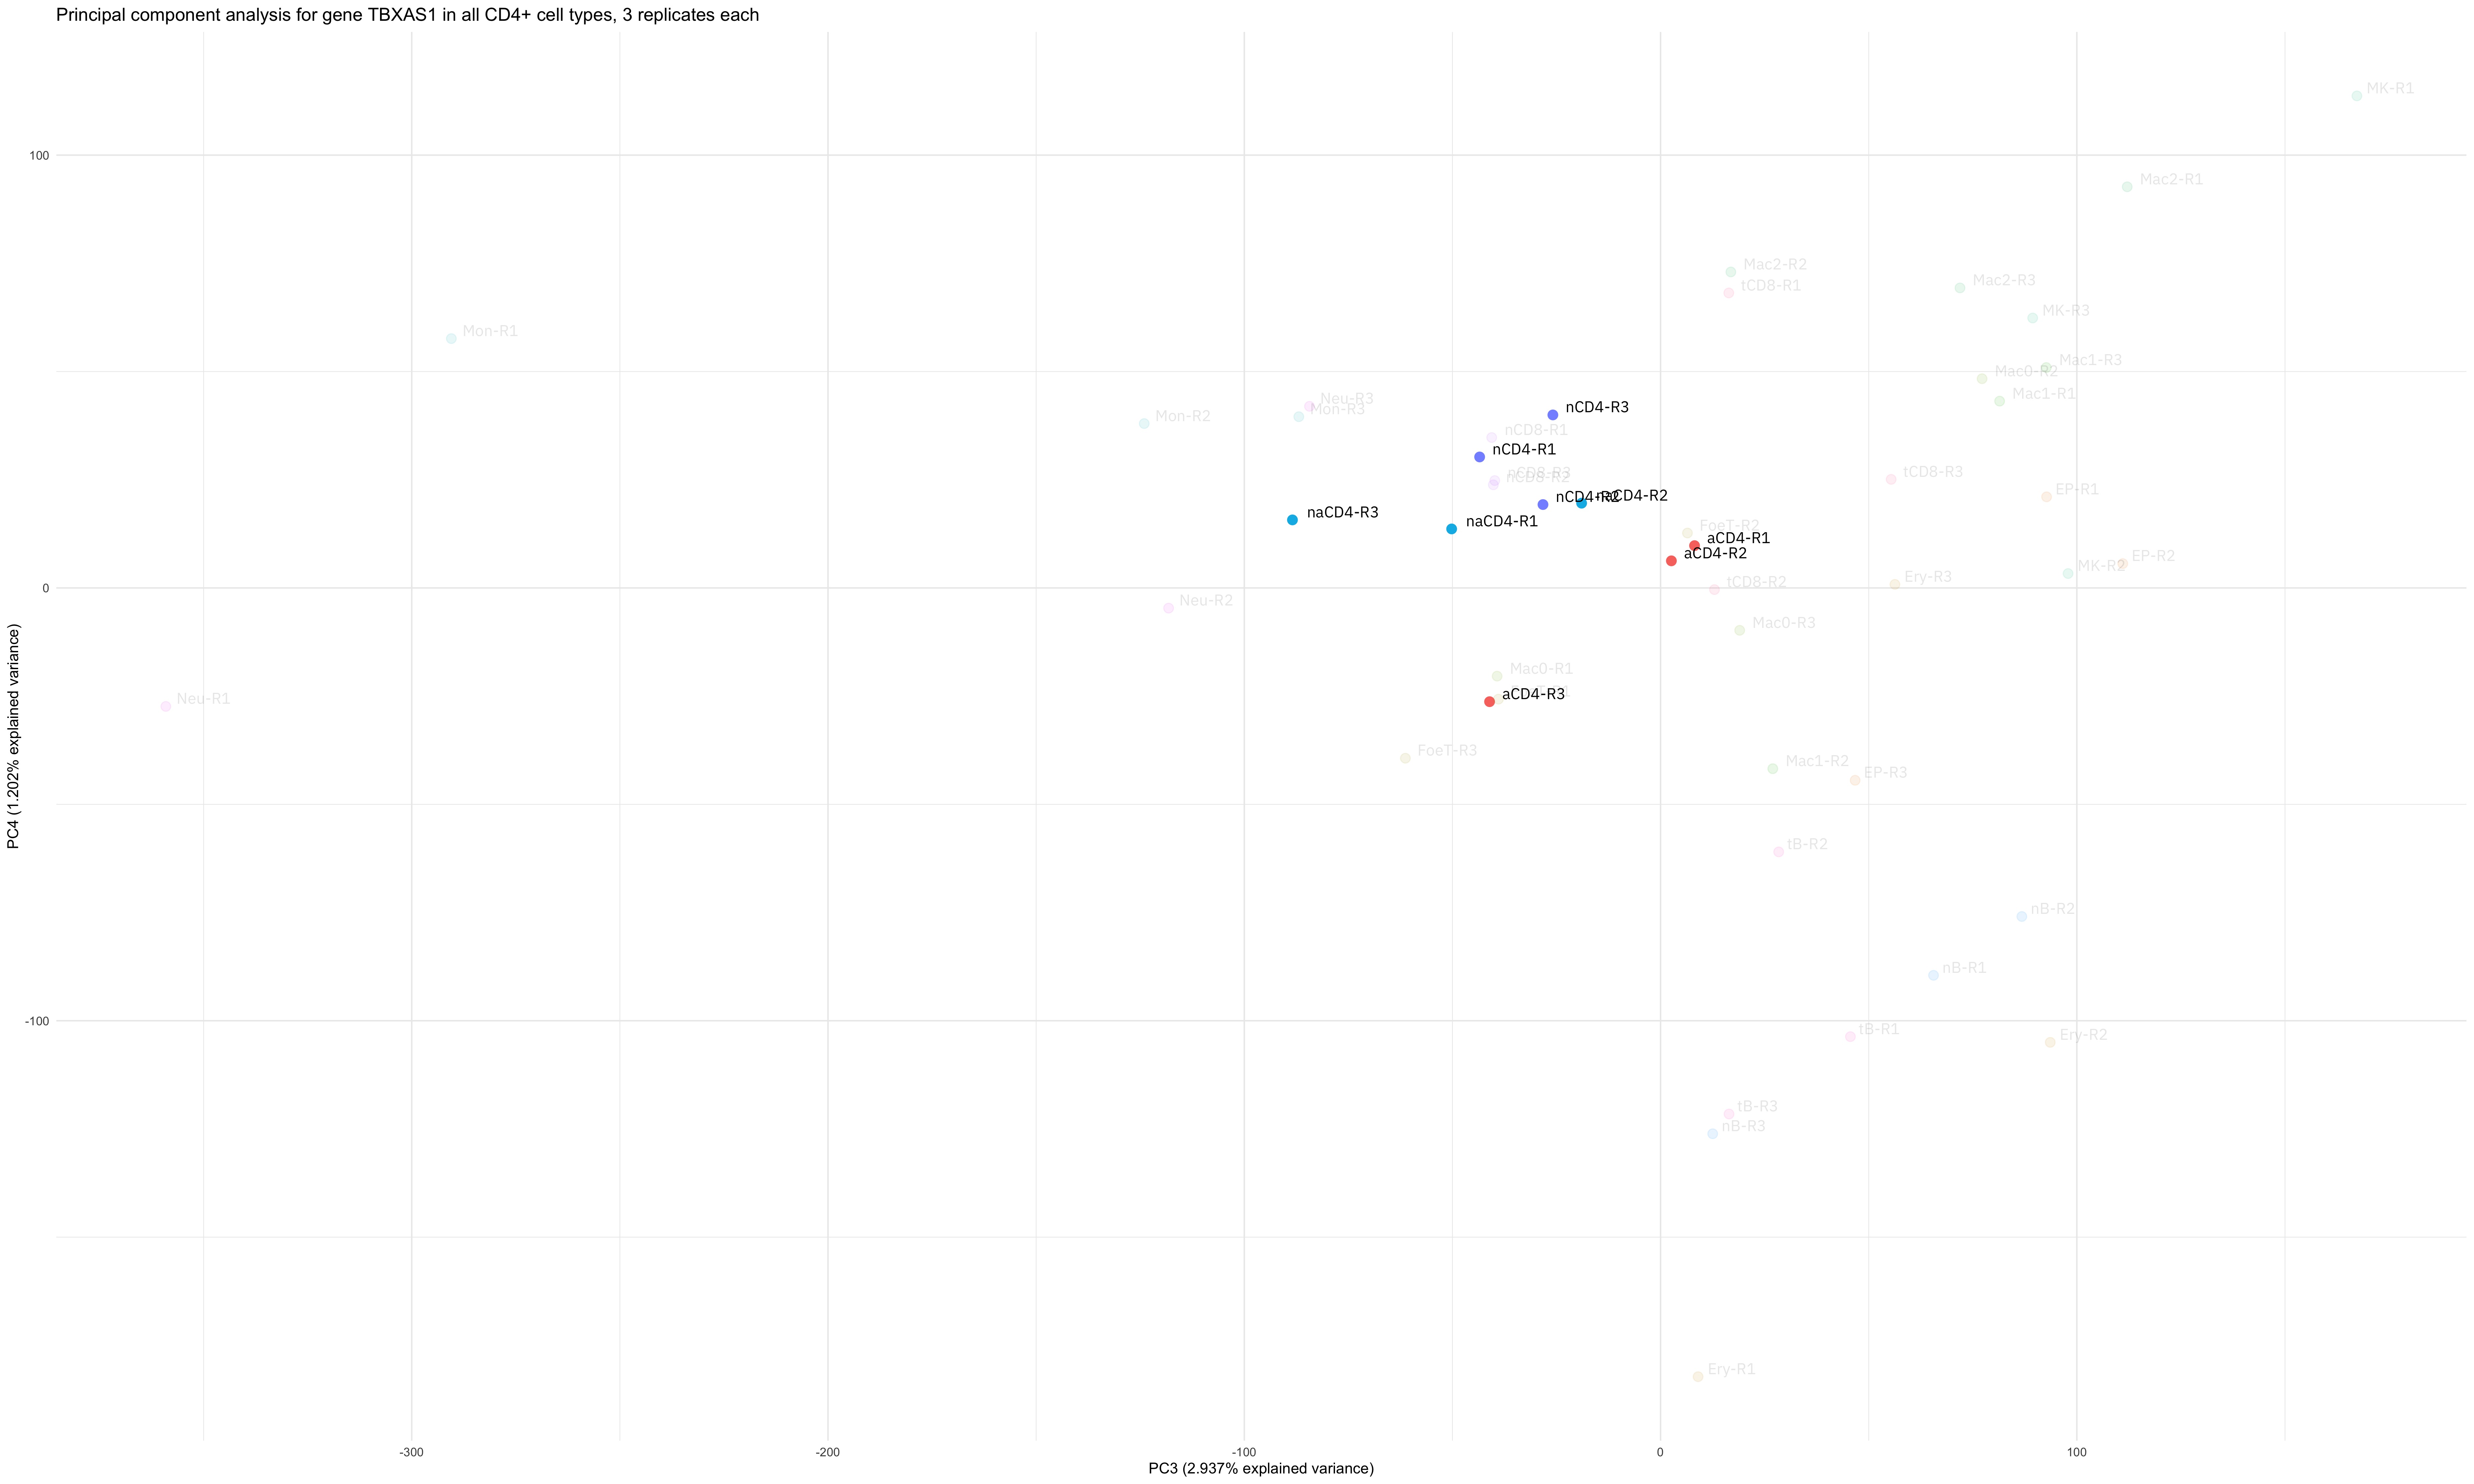 Principal component analysis for gene TBXAS1 in all CD4+ cell types, 3 replicates each
MK-R1
100
Mac2-R1
Mac2-R2
tCD8-R1
Mac2-R3
MK-R3
Mon-R1
Mac1-R3
Mac0-R2
Mac1-R1
Neu-R3
Mon-R3
Mon-R2
nCD4-R3
nCD8-R1
nCD4-R1
nCD8-R3
nCD8-R2
tCD8-R3
EP-R1
nCD4-R2
naCD4-R2
naCD4-R3
naCD4-R1
FoeT-R2
aCD4-R1
aCD4-R2
EP-R2
MK-R2
Ery-R3
tCD8-R2
0
Neu-R2
Mac0-R3
Mac0-R1
aCD4-R3
Neu-R1
FoeT-R3
Mac1-R2
EP-R3
PC4 (1.202% explained variance)
tB-R2
nB-R2
nB-R1
-100
tB-R1
Ery-R2
tB-R3
nB-R3
Ery-R1
-300
-200
-100
0
100
PC3 (2.937% explained variance)